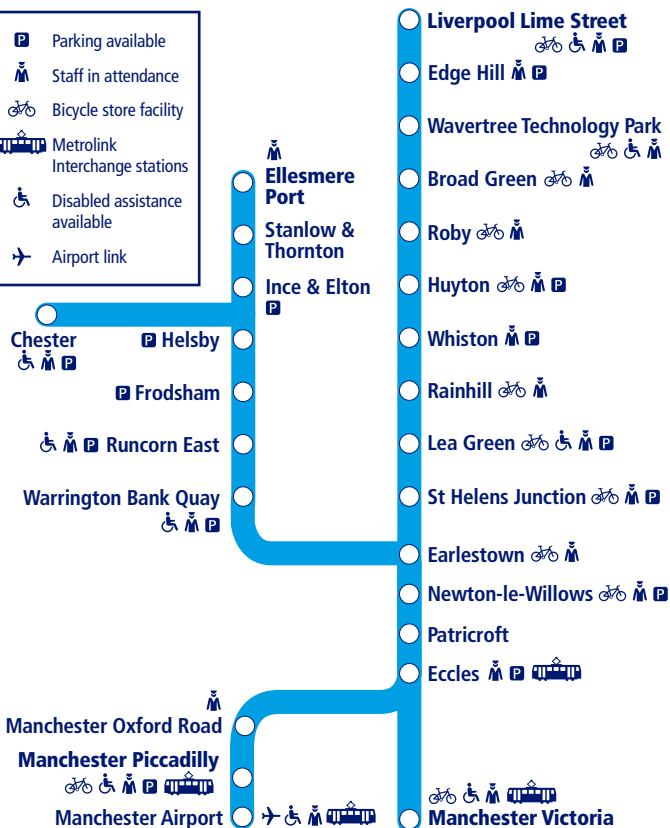 P Parking available
Staff in attendance
Bicycle store facility
Metrolink
Interchange stations
Disabled assistance
available
Airport link
Liverpool Lime Street
P
Edge Hill P
Wavertree Technology Park
Broad Green
Roby
Huyton P
Whiston P
Rainhill
Lea Green P
St Helens Junction P
Earlestown
Newton-le-Willows P
Patricroft
Eccles P
Manchester Victoria
Ellesmere
Port
Stanlow &
Thornton
Ince & Elton
P
Chester
P
P Helsby
P Frodsham
P Runcorn East
Warrington Bank Quay
P
Manchester Oxford Road
Manchester Piccadilly
P
Manchester Airport